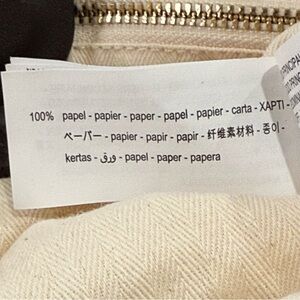 100% papel - papier - paper - papel - papier - carta - ΧΑΡΤΙ -
ペーパー - papier - papir - papir - 纤维素材料 - 종이 -
kertas - ورق - papel - paper - papera